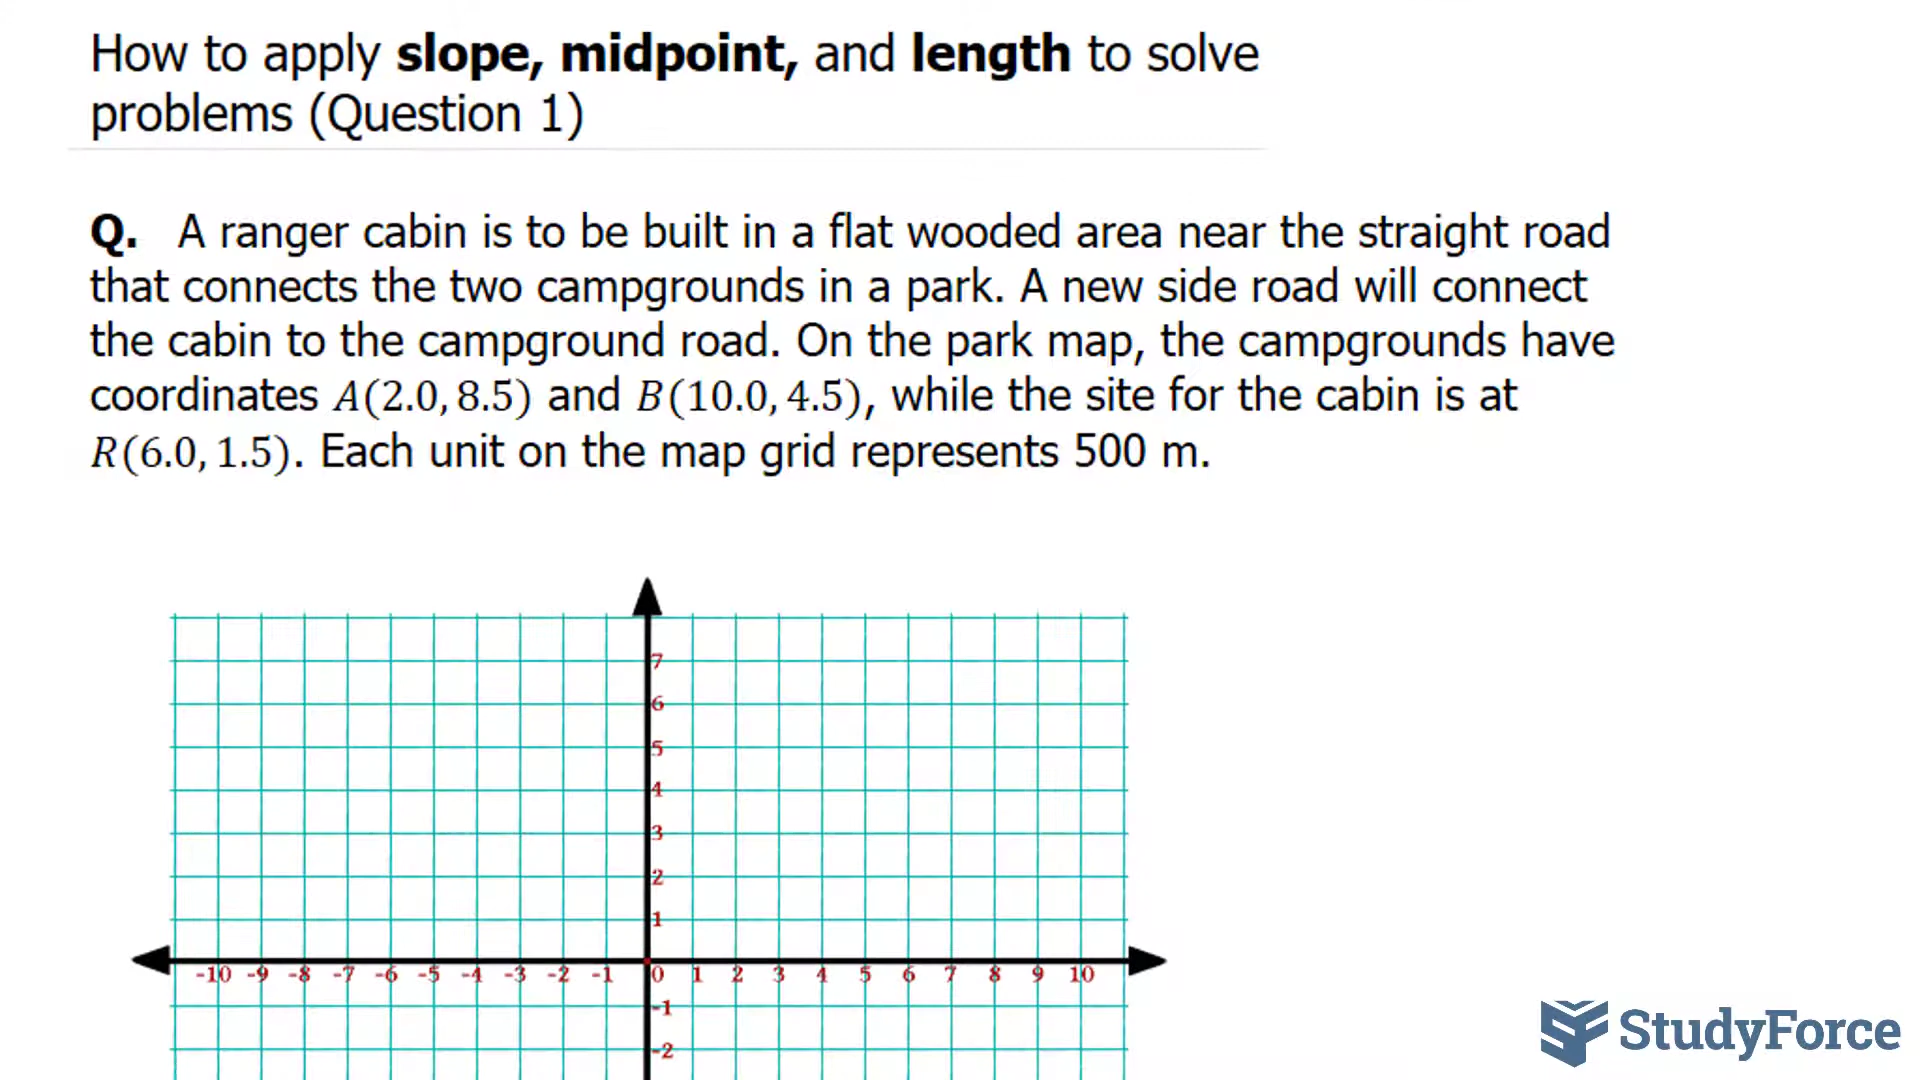 How to apply slope, midpoint, and length to solve
problems (Question 1)
Q. A ranger cabin is to be built in a flat wooded area near the straight road
that connects the two campgrounds in a park. A new side road will connect
the cabin to the campground road. On the park map, the campgrounds have
coordinates A(2.0, 8.5) and B(10.0, 4.5), while the site for the cabin is at
R(6.0, 1.5). Each unit on the map grid represents 500 m.
7
6
5
4
3
2
1
-10 -9 -8 -7 -6 -5 -4 -3 -2 -1 0 1 2 3 4 5 6 7 8 9 10
-1
-2
StudyForce